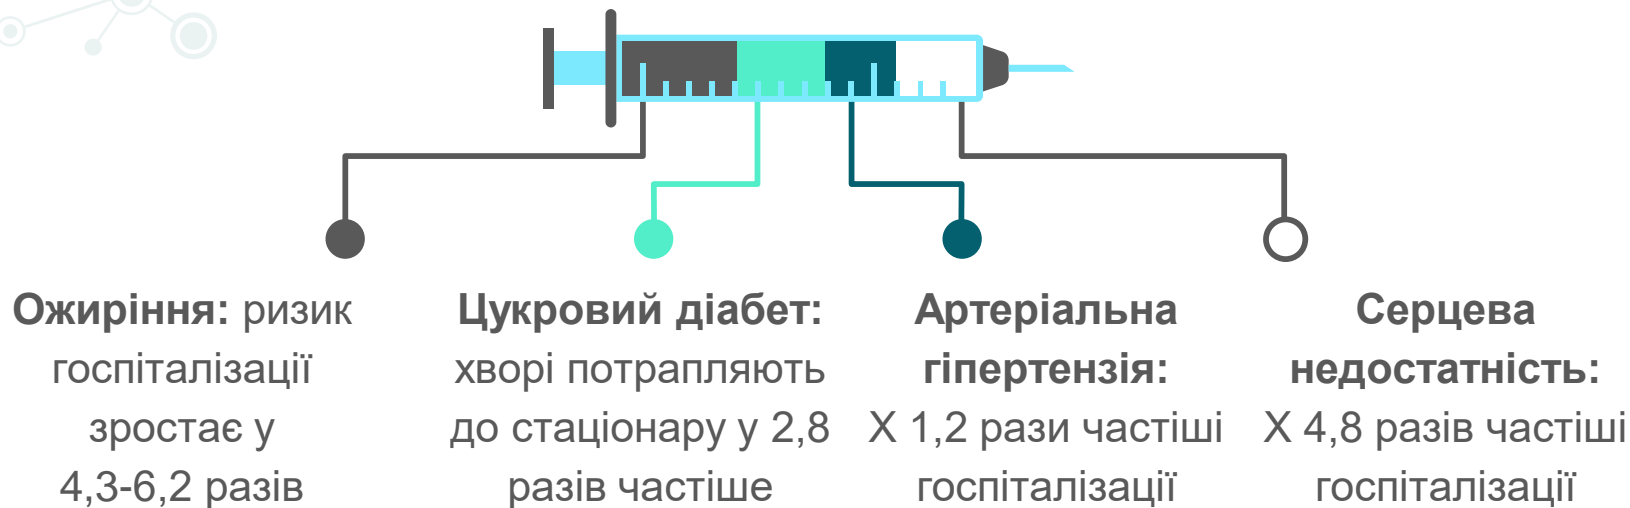 Ожиріння: ризик
госпіталізації
зростає у
4,3-6,2 разів
Цукровий діабет:
хворі потрапляють
до стаціонару у 2,8
разів частіше
Артеріальна
гіпертензія:
Х 1,2 рази частіші
госпіталізації
Серцева
недостатність:
Х 4,8 разів частіші
госпіталізації